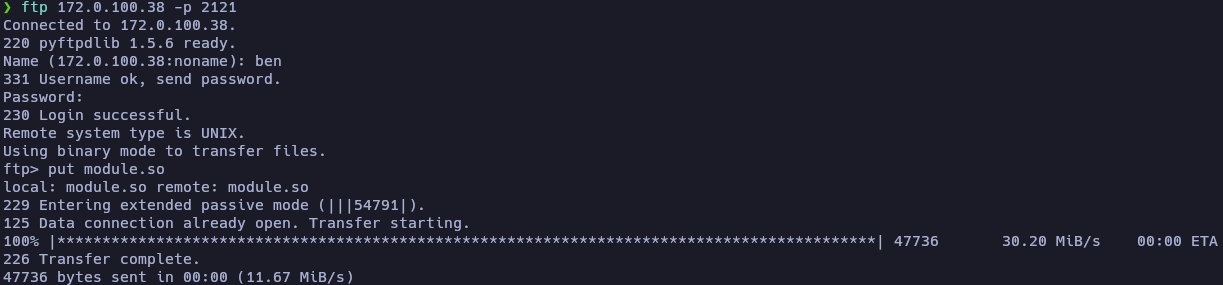 ❯ ftp 172.0.100.38 -p 2121
Connected to 172.0.100.38.
220 pyftpdlib 1.5.6 ready.
Name (172.0.100.38:noname): ben
331 Username ok, send password.
Password:
230 Login successful.
Remote system type is UNIX.
Using binary mode to transfer files.
ftp> put module.so
local: module.so remote: module.so
229 Entering extended passive mode (|||54791|).
125 Data connection already open. Transfer starting.
100% |*******************************************************************************************| 47736       30.20 MiB/s    00:00 ETA
226 Transfer complete.
47736 bytes sent in 00:00 (11.67 MiB/s)